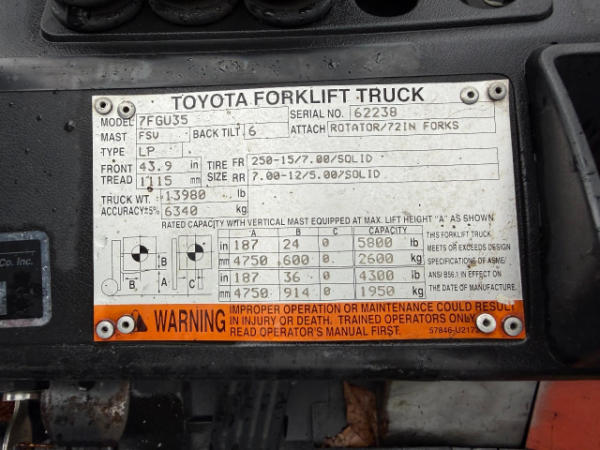 TOYOTA FORKLIFT TRUCK
MODEL 7FGU35 SERIAL NO. 62238
MAST FSV BACK TILT 6 ATTACH ROTATOR/72IN FORKS
TYPE LP
FRONT 43.9 in TIRE FR 250-15/7.00/SOLID
TREAD 1115 mm SIZE RR 7.00-12/5.00/SOLID
TRUCK WT. 13980 lb
ACCURACY±5% 6340 kg
RATED CAPACITY WITH VERTICAL MAST EQUIPPED AT MAX. LIFT HEIGHT "A" AS SHOWN
A B C CAPACITY
in 187 24 0 5800 lb
mm 4750 600 0 2600 kg
in 187 36 0 4300 lb
mm 4750 914 0 1950 kg
B A B C
THIS FORKLIFT TRUCK
MEETS OR EXCEEDS DESIGN
SPECIFICATIONS OF ASME/
ANSI B56.1 IN EFFECT ON
THE DATE OF MANUFACTURE.
WARNING
IMPROPER OPERATION OR MAINTENANCE COULD RESULT
IN INJURY OR DEATH. TRAINED OPERATORS ONLY
READ OPERATOR'S MANUAL FIRST.
Co. Inc.